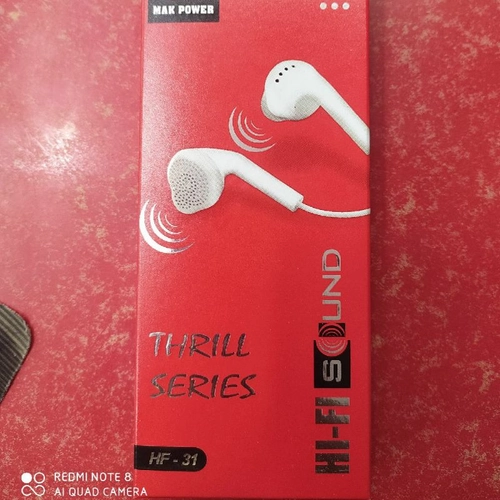 MAK POWER
THRILL
SERIES
HI-FI SOUND
HF - 31
REDMI NOTE 8
AI QUAD CAMERA